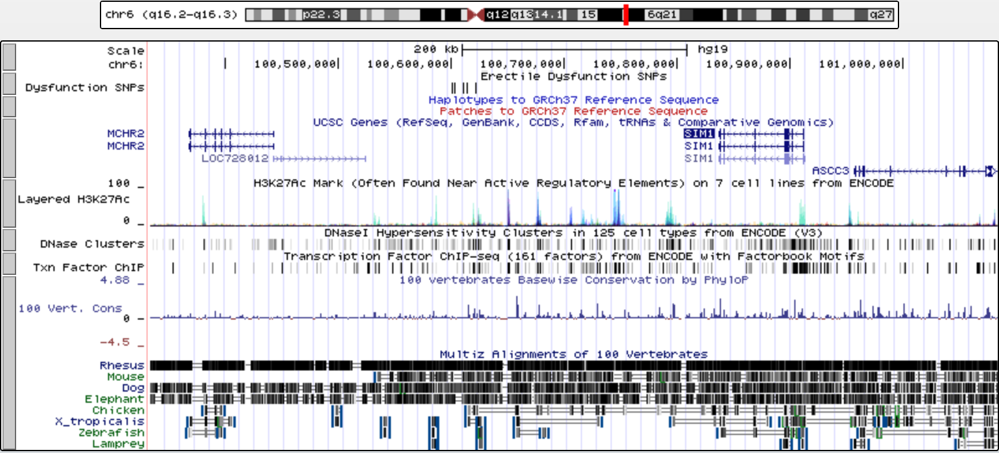 chr6 (q16.2-q16.3) p22.3 q12 q13 14.1 15 6q21 q27
Scale 200 kb hg19
chr6: 100,500,000 100,600,000 100,700,000 100,800,000 100,900,000 101,000,000
Erectile Dysfunction SNPs
Dysfunction SNPs
Haplotypes to GRCh37 Reference Sequence
Patches to GRCh37 Reference Sequence
UCSC Genes (RefSeq, GenBank, CCDS, Rfam, tRNAs & Comparative Genomics)
MCHR2 SIM1
MCHR2 SIM1
LOC728012 SIM1
ASCC3
100 _ H3K27Ac Mark (Often Found Near Active Regulatory Elements) on 7 cell lines from ENCODE
Layered H3K27Ac
0 _
DNaseI Hypersensitivity Clusters in 125 cell types from ENCODE (V3)
DNase Clusters
Transcription Factor ChIP-seq (161 factors) from ENCODE with Factorbook Motifs
Txn Factor ChIP
4.88 _ 100 vertebrates Basewise Conservation by PhyloP
100 Vert. Cons
0 _
-4.5 _
Multiz Alignments of 100 Vertebrates
Rhesus
Mouse
Dog
Elephant
Chicken
X_tropicalis
Zebrafish
Lamprey